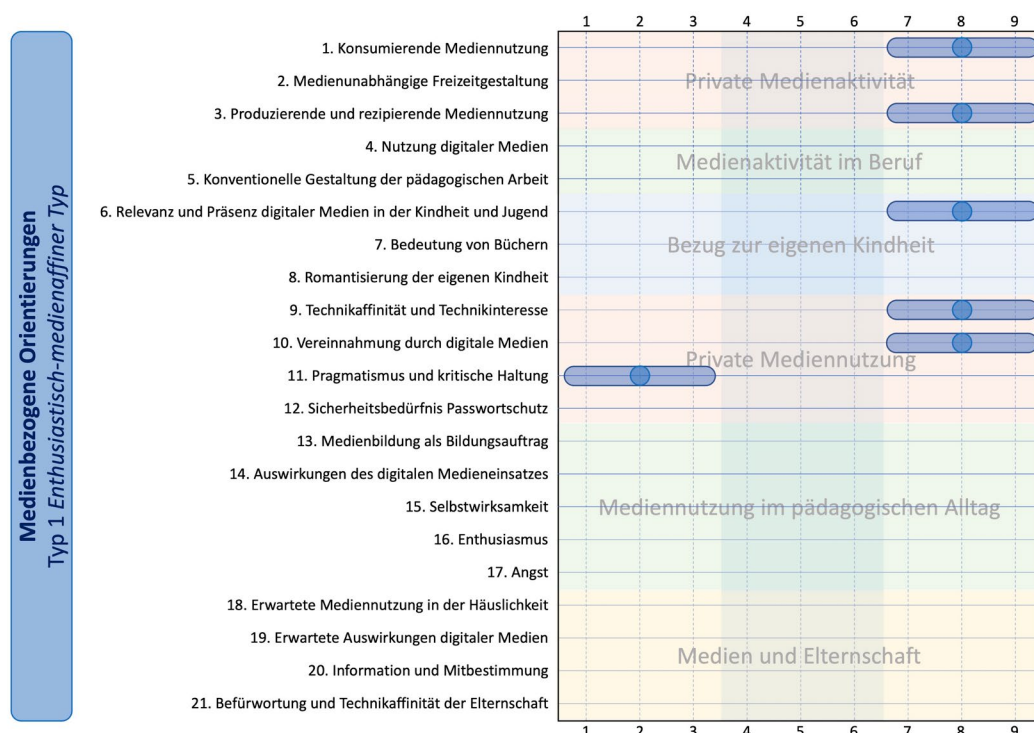 Medienbezogene Orientierungen
Typ 1 Enthusiastisch-medienaffiner Typ
1 2 3 4 5 6 7 8 9
1. Konsumierende Mediennutzung
2. Medienunabhängige Freizeitgestaltung
Private Medienaktivität
3. Produzierende und rezipierende Mediennutzung
4. Nutzung digitaler Medien
Medienaktivität im Beruf
5. Konventionelle Gestaltung der pädagogischen Arbeit
6. Relevanz und Präsenz digitaler Medien in der Kindheit und Jugend
7. Bedeutung von Büchern
Bezug zur eigenen Kindheit
8. Romantisierung der eigenen Kindheit
9. Technikaffinität und Technikinteresse
10. Vereinnahmung durch digitale Medien
Private Mediennutzung
11. Pragmatismus und kritische Haltung
12. Sicherheitsbedürfnis Passwortschutz
13. Medienbildung als Bildungsauftrag
14. Auswirkungen des digitalen Medieneinsatzes
15. Selbstwirksamkeit
Mediennutzung im pädagogischen Alltag
16. Enthusiasmus
17. Angst
18. Erwartete Mediennutzung in der Häuslichkeit
19. Erwartete Auswirkungen digitaler Medien
Medien und Elternschaft
20. Information und Mitbestimmung
21. Befürwortung und Technikaffinität der Elternschaft
1 2 3 4 5 6 7 8 9